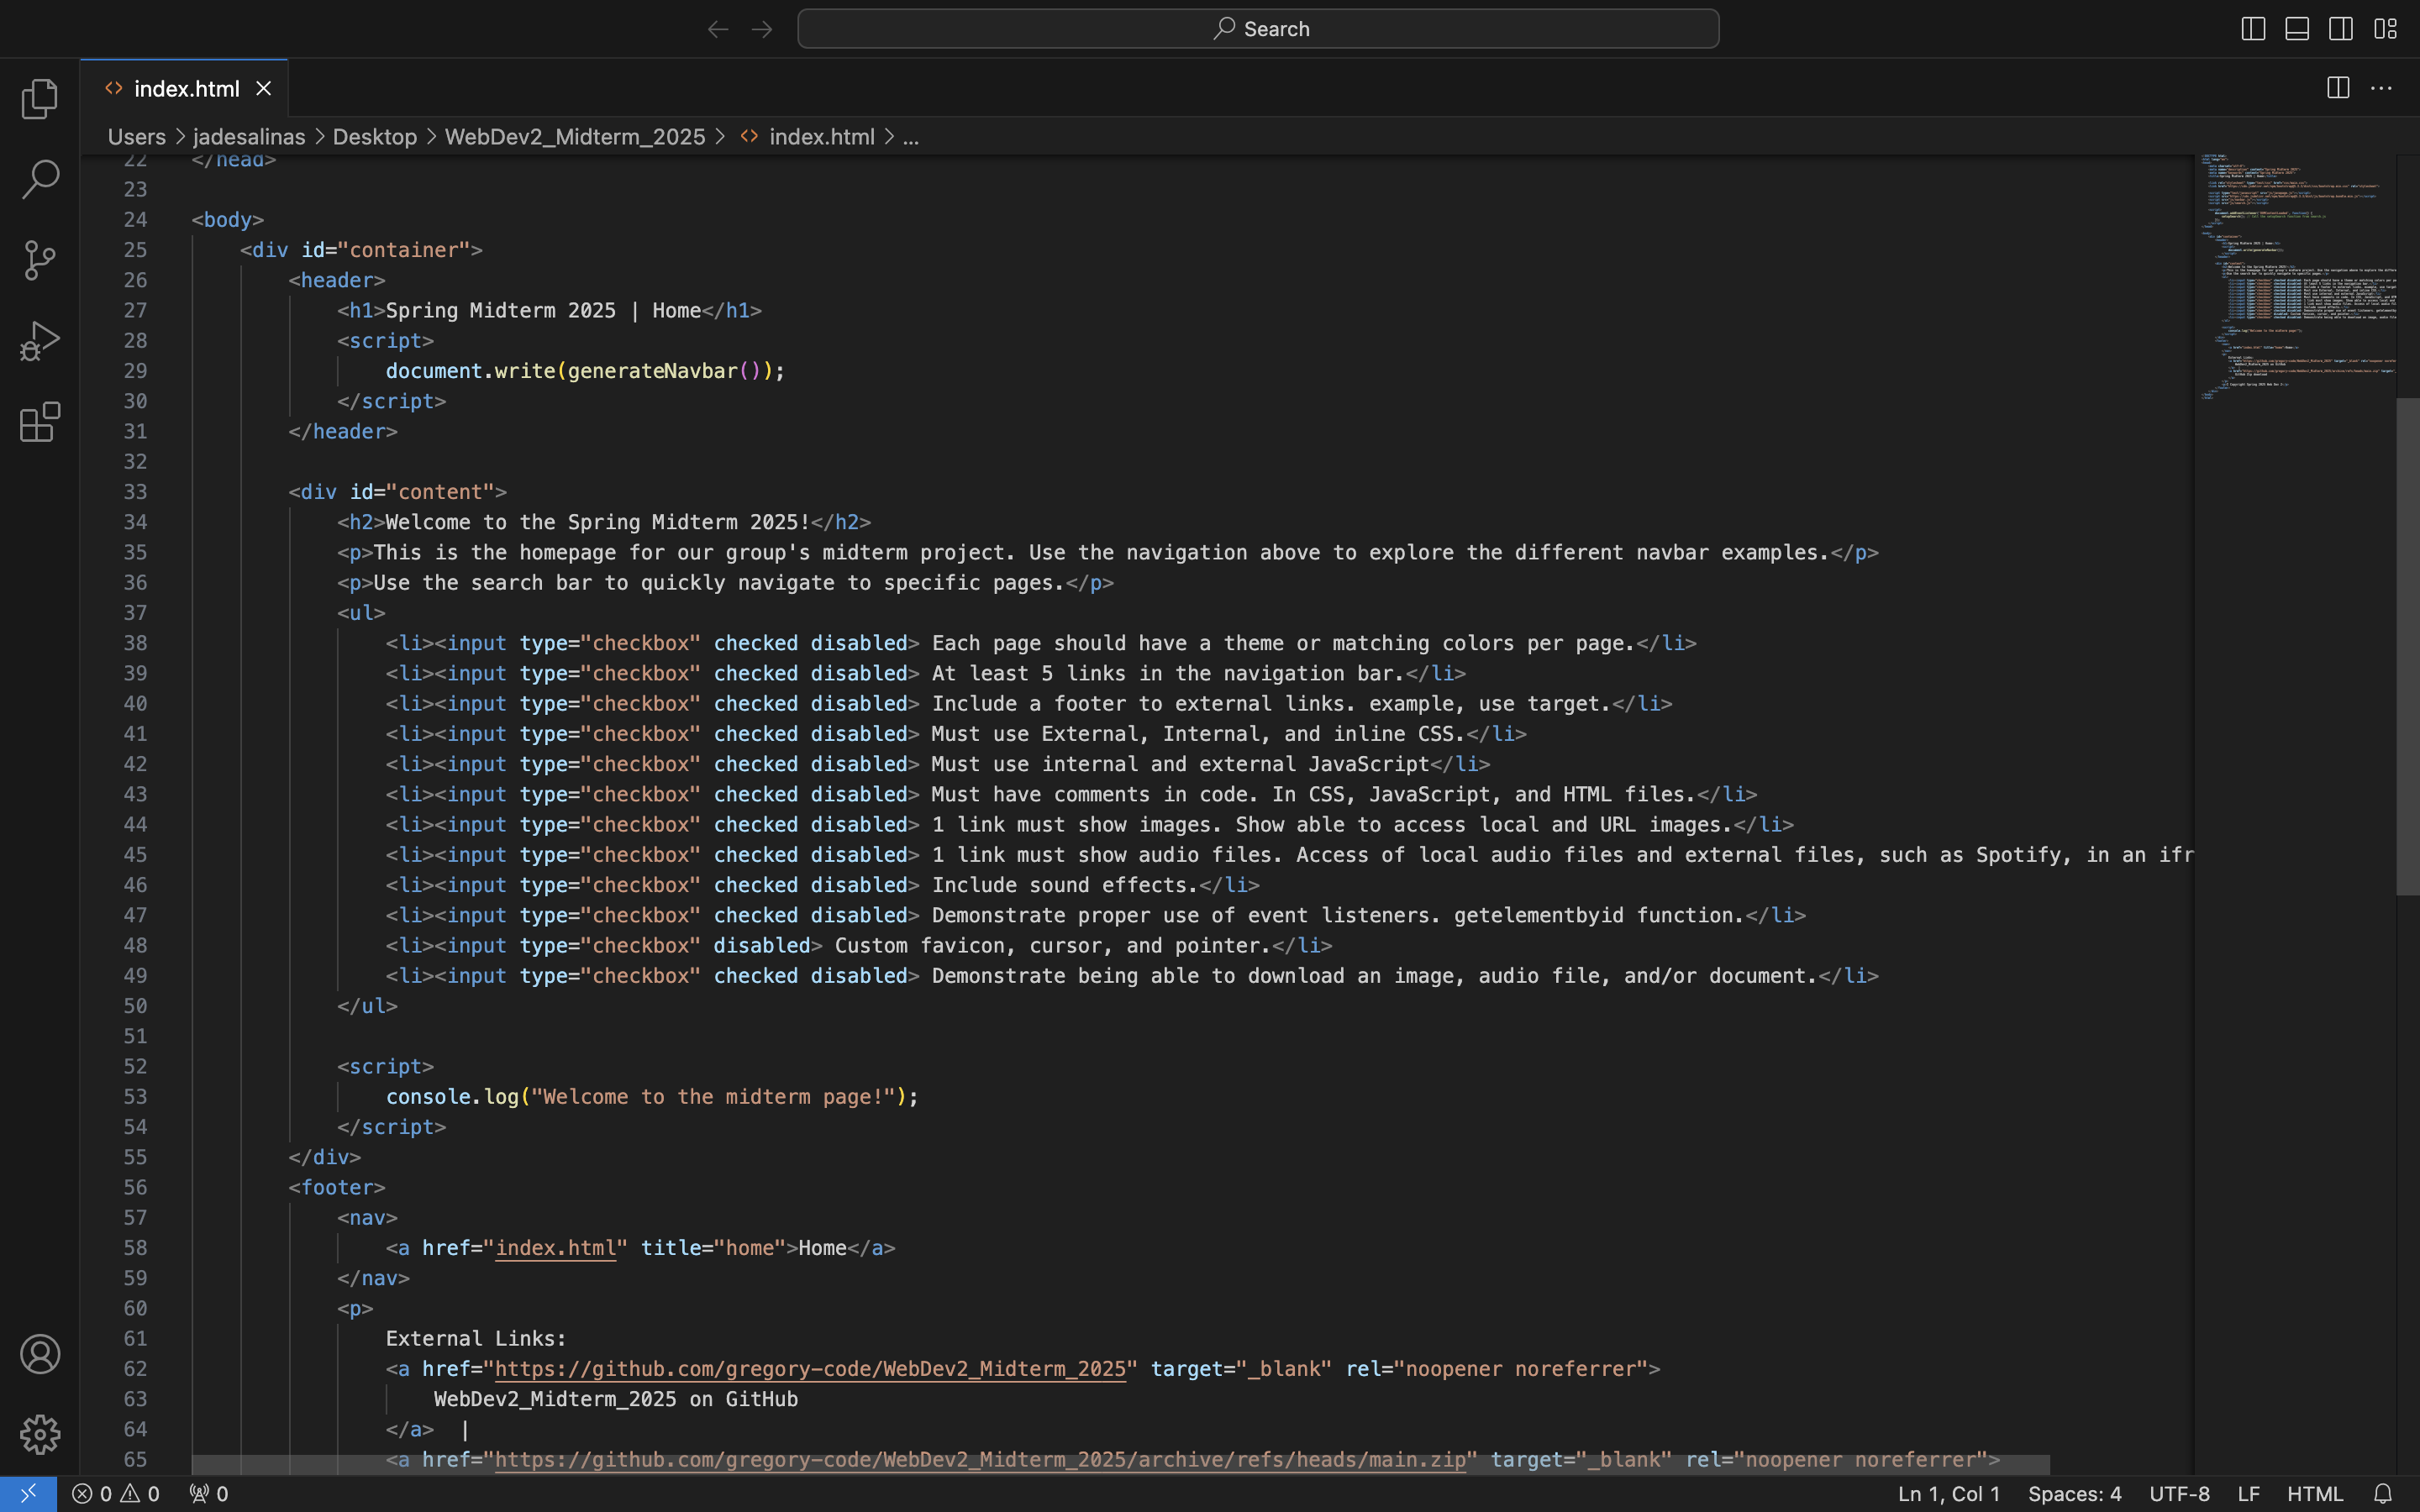 Search
index.html
Users > jadesalinas > Desktop > WebDev2_Midterm_2025 > <> index.html > ...
22 </head>
23
24 <body>
25 <div id="container">
26 <header>
27 <h1>Spring Midterm 2025 | Home</h1>
28 <script>
29 document.write(generateNavbar());
30 </script>
31 </header>
32
33 <div id="content">
34 <h2>Welcome to the Spring Midterm 2025!</h2>
35 <p>This is the homepage for our group's midterm project. Use the navigation above to explore the different navbar examples.</p>
36 <p>Use the search bar to quickly navigate to specific pages.</p>
37 <ul>
38 <li><input type="checkbox" checked disabled> Each page should have a theme or matching colors per page.</li>
39 <li><input type="checkbox" checked disabled> At least 5 links in the navigation bar.</li>
40 <li><input type="checkbox" checked disabled> Include a footer to external links. example, use target.</li>
41 <li><input type="checkbox" checked disabled> Must use External, Internal, and inline CSS.</li>
42 <li><input type="checkbox" checked disabled> Must use internal and external JavaScript</li>
43 <li><input type="checkbox" checked disabled> Must have comments in code. In CSS, JavaScript, and HTML files.</li>
44 <li><input type="checkbox" checked disabled> 1 link must show images. Show able to access local and URL images.</li>
45 <li><input type="checkbox" checked disabled> 1 link must show audio files. Access of local audio files and external files, such as Spotify, in an ifr
46 <li><input type="checkbox" checked disabled> Include sound effects.</li>
47 <li><input type="checkbox" checked disabled> Demonstrate proper use of event listeners. getelementbyid function.</li>
48 <li><input type="checkbox" disabled> Custom favicon, cursor, and pointer.</li>
49 <li><input type="checkbox" checked disabled> Demonstrate being able to download an image, audio file, and/or document.</li>
50 </ul>
51
52 <script>
53 console.log("Welcome to the midterm page!");
54 </script>
55 </div>
56 <footer>
57 <nav>
58 <a href="index.html" title="home">Home</a>
59 </nav>
60 <p>
61 External Links:
62 <a href="https://github.com/gregory-code/WebDev2_Midterm_2025" target="_blank" rel="noopener noreferrer">
63 WebDev2_Midterm_2025 on GitHub
64 </a> |
65 <a href="https://github.com/gregory-code/WebDev2_Midterm_2025/archive/refs/heads/main.zip" target="_blank" rel="noopener noreferrer">
0 0 0 Ln 1, Col 1 Spaces: 4 UTF-8 LF HTML